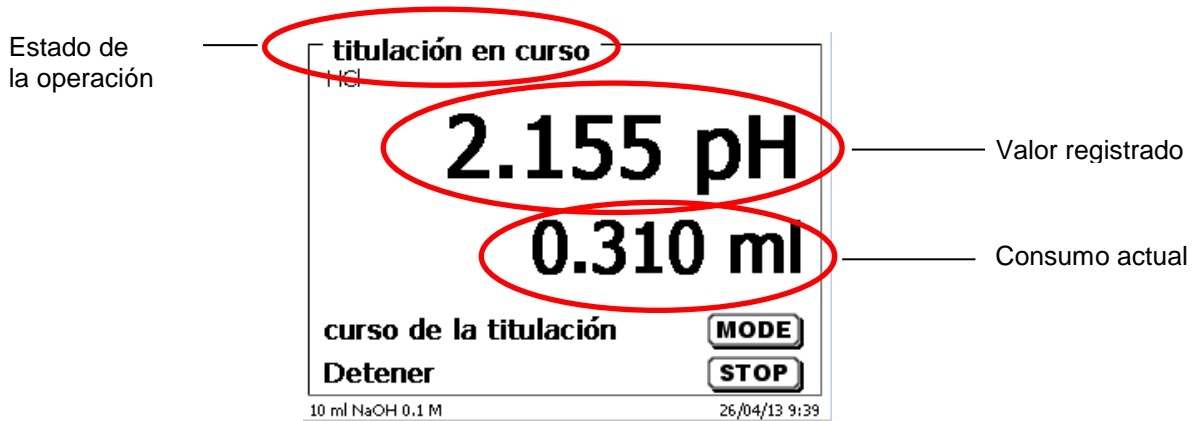 Estado de
la operación
titulación en curso
HCl
2.155 pH
Valor registrado
0.310 ml
Consumo actual
curso de la titulación MODE
Detener STOP
10 ml NaOH 0.1 M 26/04/13 9:39